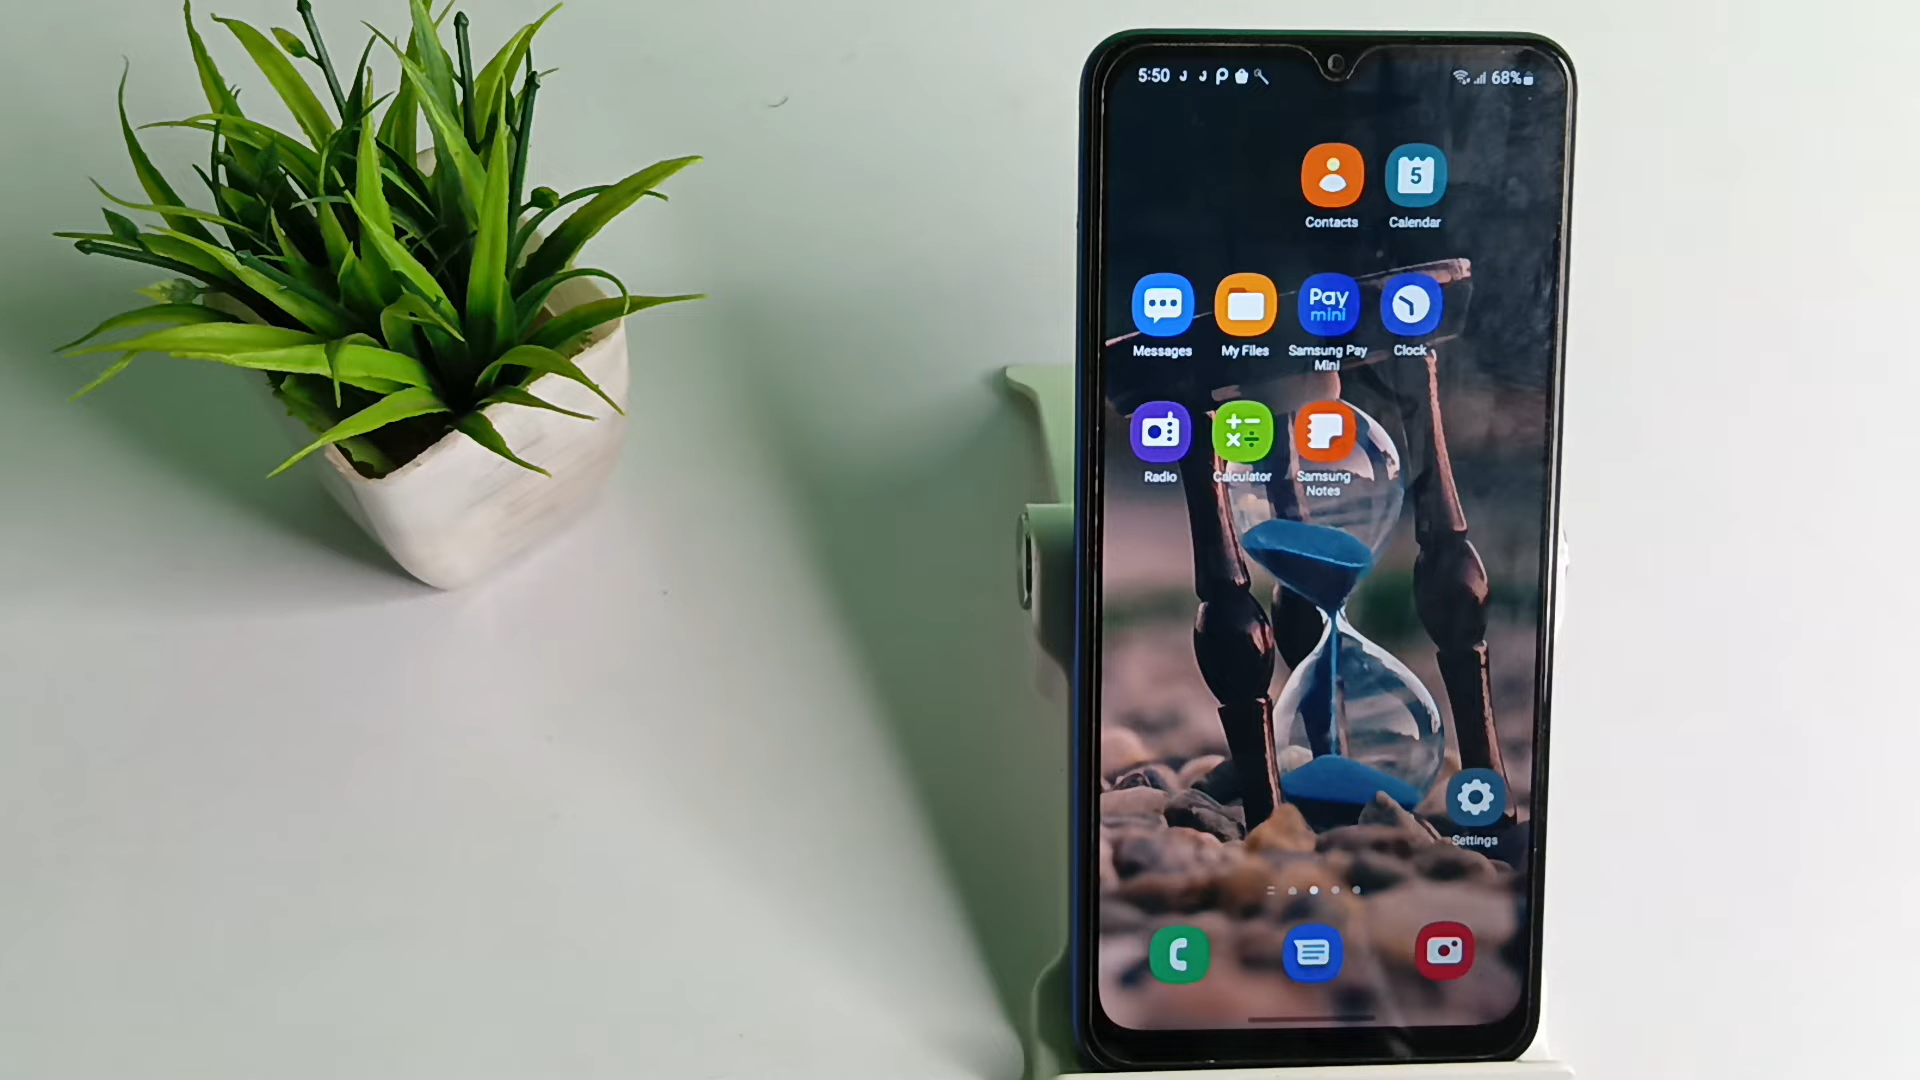 5:50 68%
Contacts
5
Calendar
Messages
My Files
Pay
mini
Samsung Pay
Mini
Clock
Radio
Calculator
Samsung
Notes
Settings